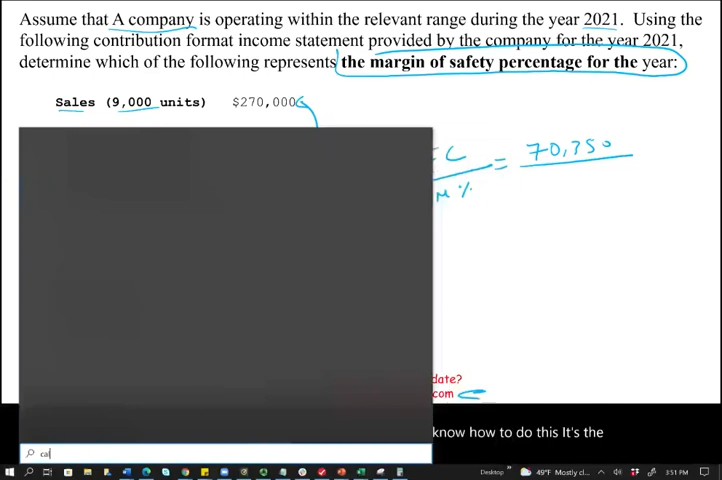 Assume that A company is operating within the relevant range during the year 2021. Using the
following contribution format income statement provided by the company for the year 2021,
determine which of the following represents the margin of safety percentage for the year:
Sales (9,000 units) $270,000
C = 70,350
M %
date?
com
know how to do this It's the
cal
Desktop 49°F Mostly cl... 3:51 PM